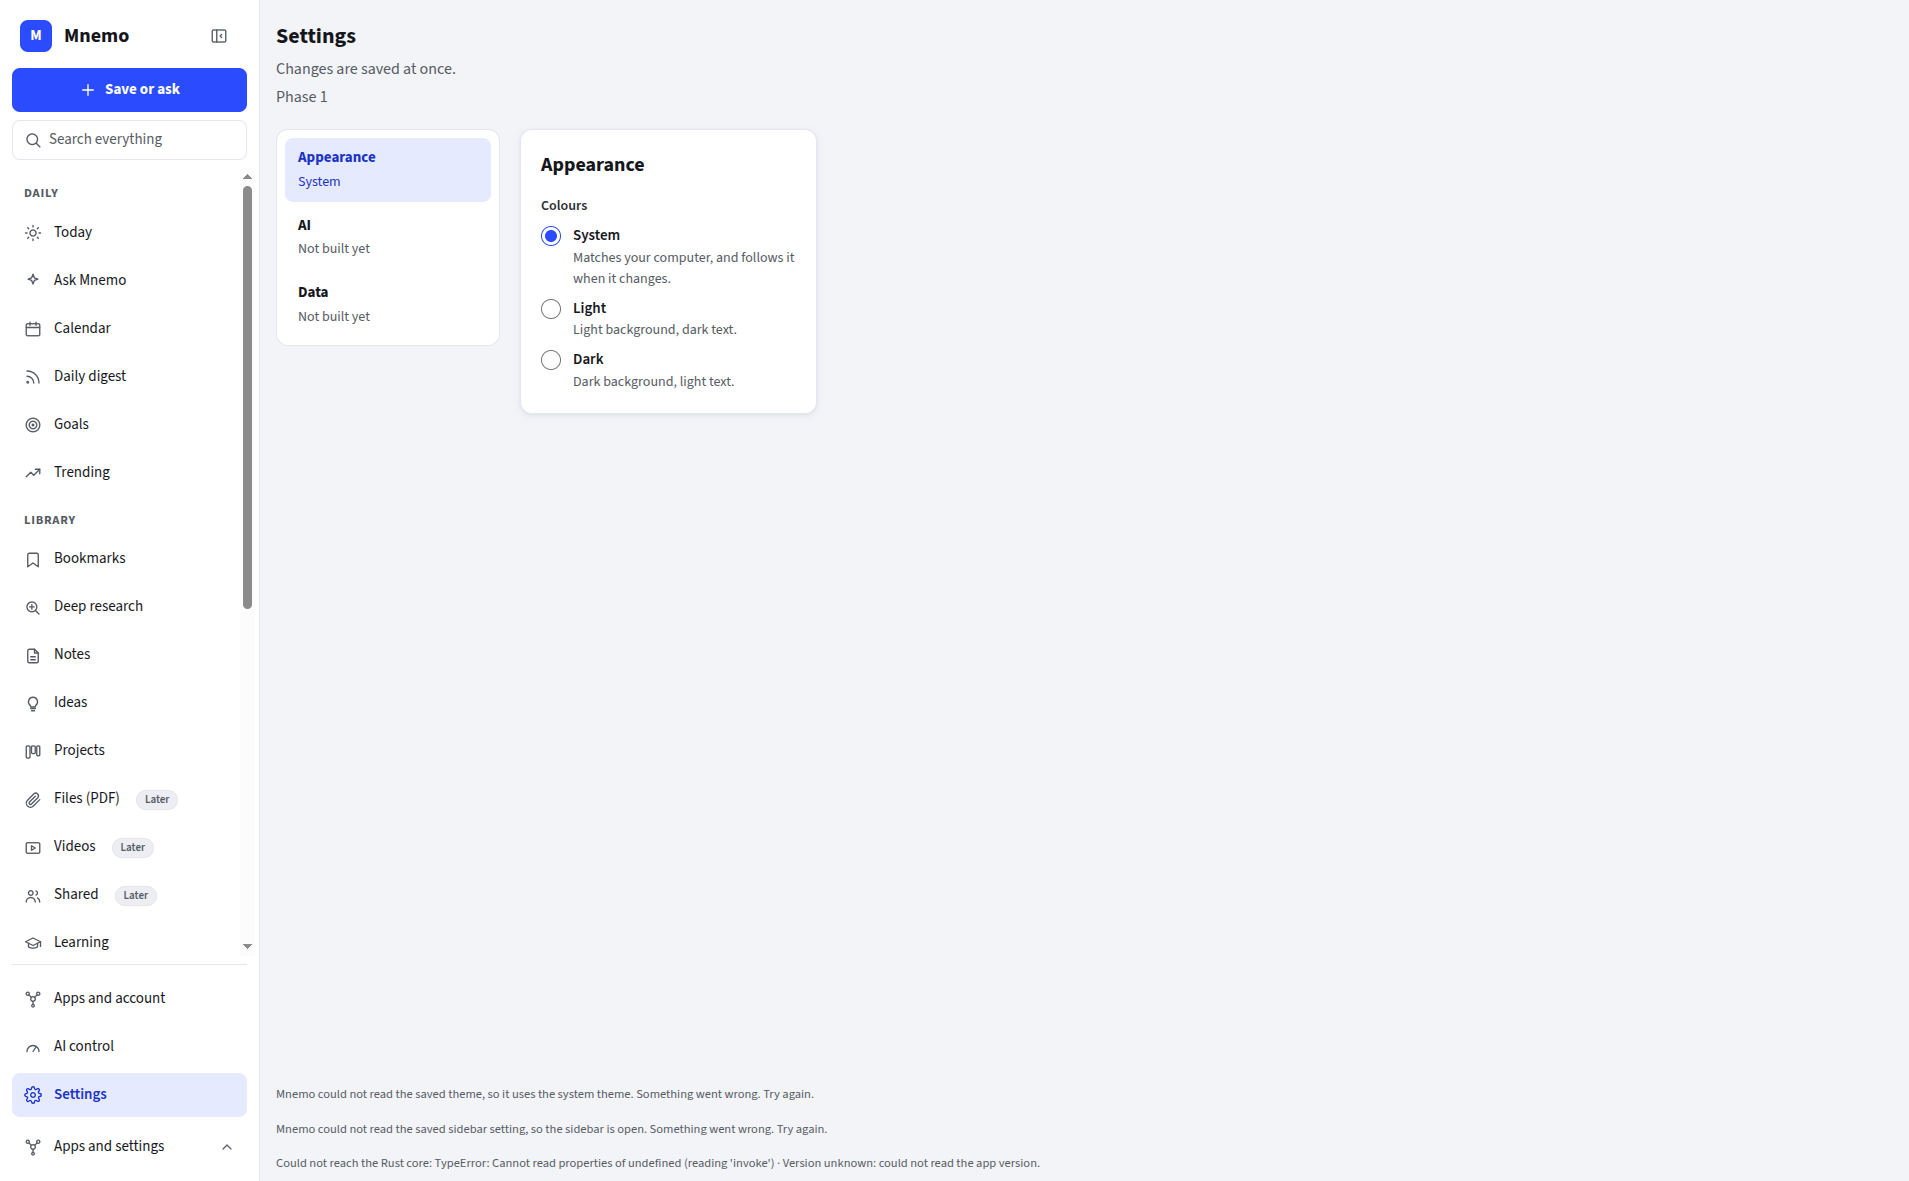 M
Mnemo
Save or ask
Search everything
DAILY
Today
Ask Mnemo
Calendar
Daily digest
Goals
Trending
LIBRARY
Bookmarks
Deep research
Notes
Ideas
Projects
Files (PDF) Later
Videos Later
Shared Later
Learning
Apps and account
AI control
Settings
Apps and settings
Settings
Changes are saved at once.
Phase 1
Appearance
System
AI
Not built yet
Data
Not built yet
Appearance
Colours
System
Matches your computer, and follows it
when it changes.
Light
Light background, dark text.
Dark
Dark background, light text.
Mnemo could not read the saved theme, so it uses the system theme. Something went wrong. Try again.
Mnemo could not read the saved sidebar setting, so the sidebar is open. Something went wrong. Try again.
Could not reach the Rust core: TypeError: Cannot read properties of undefined (reading 'invoke') · Version unknown: could not read the app version.